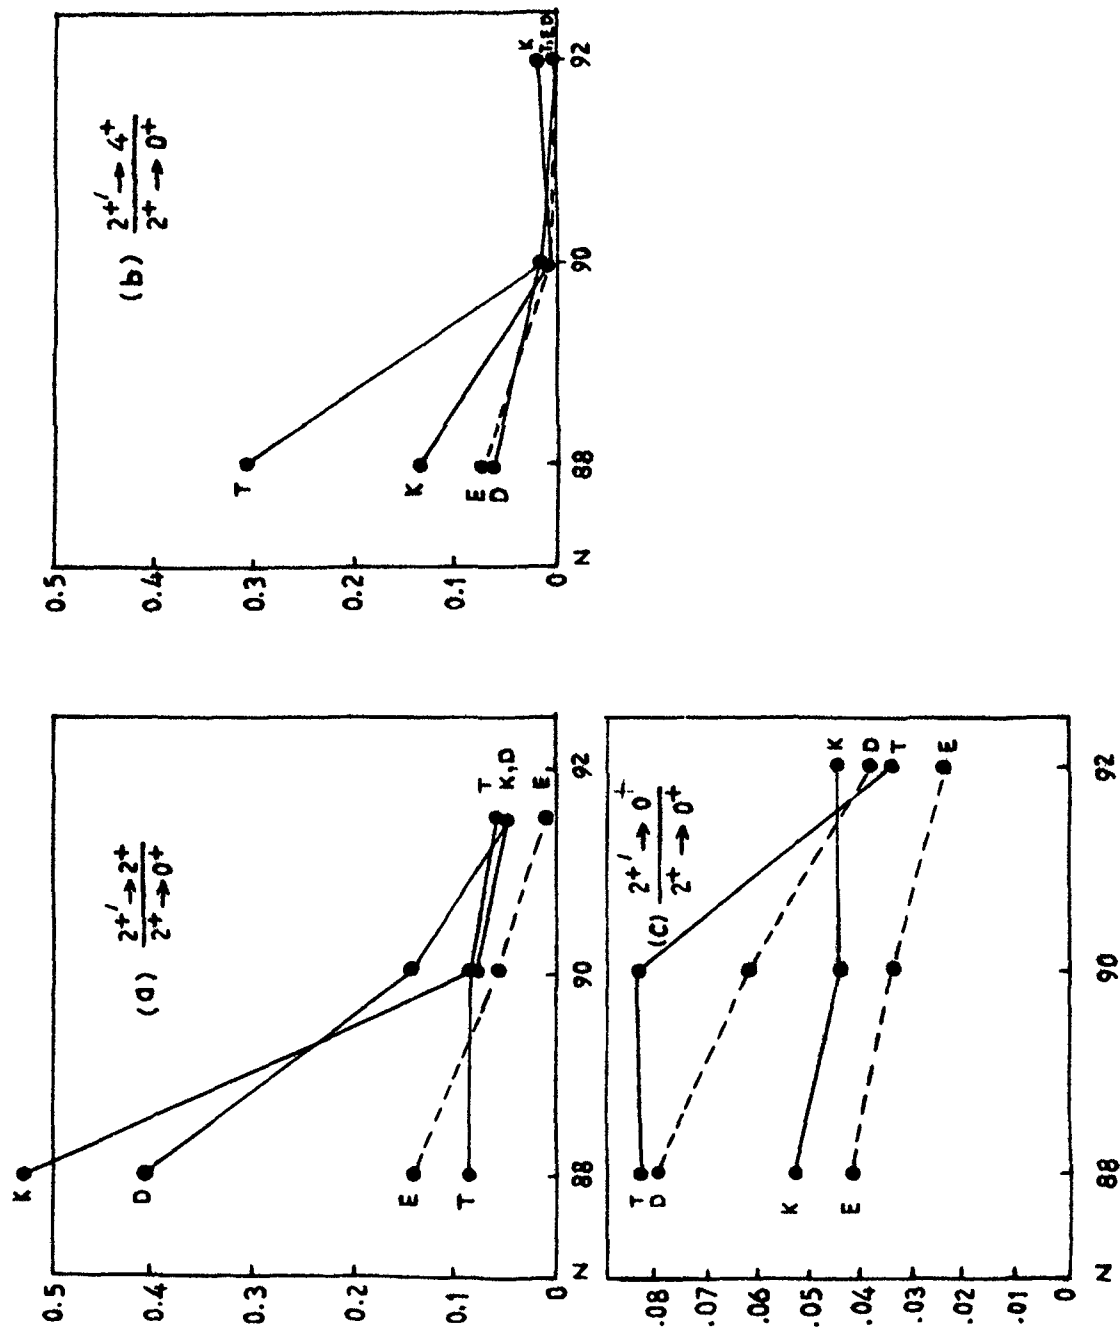 (a) 2+′→2+
2+→0+
0.5
0.4
0.3
0.2
0.1
K
D
E
T
T
K,D
E,
N
88
90
92
(b) 2+′→4+
2+→0+
0.5
0.4
0.3
0.2
0.1
0
T
K
E
D
K
T,E,D
N
88
90
92
(c) 2+′→0+
2+→0+
.08
.07
.06
.05
.04
.03
.02
.01
0
T
D
K
E
K
D
T
E
N
88
90
92